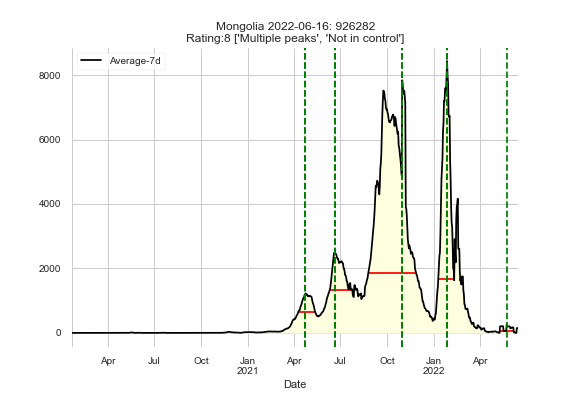 Mongolia 2022-06-16: 926282
Rating:8 ['Multiple peaks', 'Not in control']
Average-7d
8000
6000
4000
2000
0
Apr Jul Oct Jan Apr Jul Oct Jan Apr
2021 2022
Date